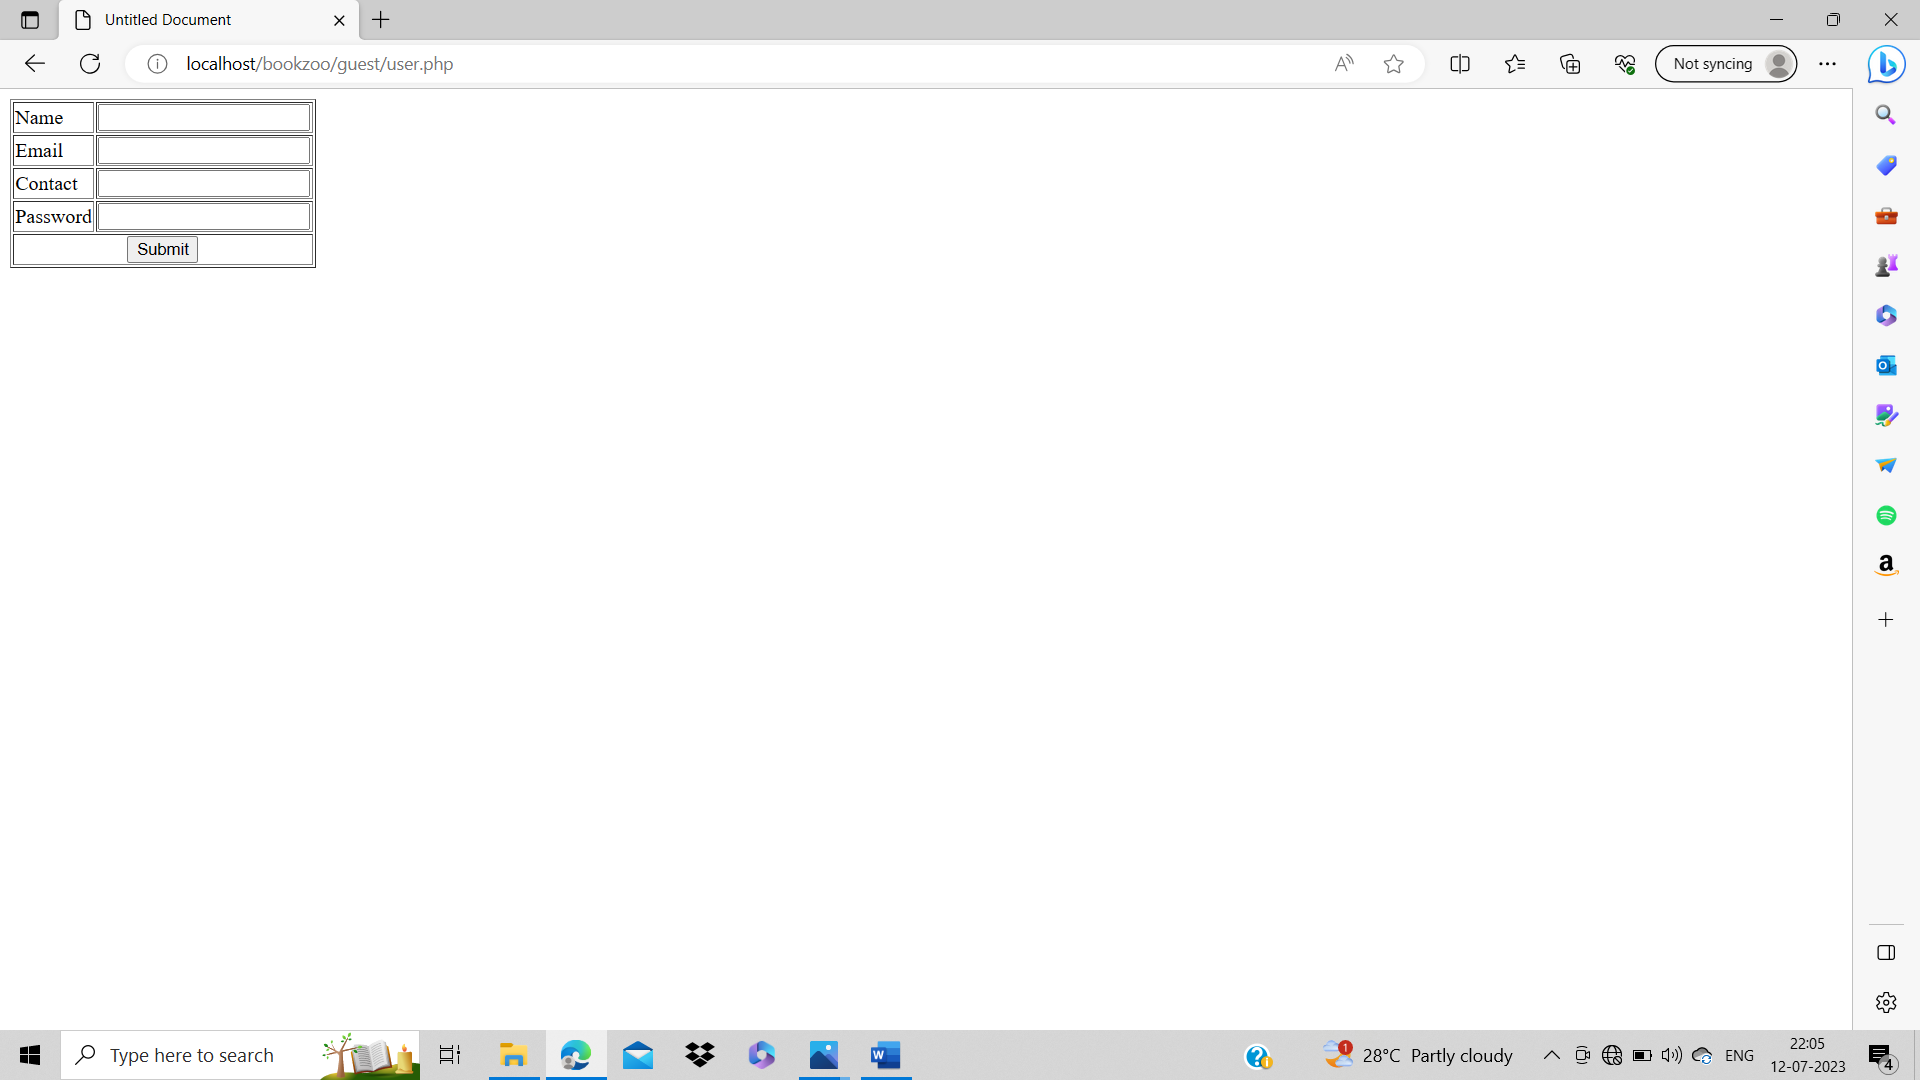 Untitled Document
localhost/bookzoo/guest/user.php
Not syncing
Name
Email
Contact
Password
Submit
Type here to search
1
28°C Partly cloudy
ENG
22:05
12-07-2023
4